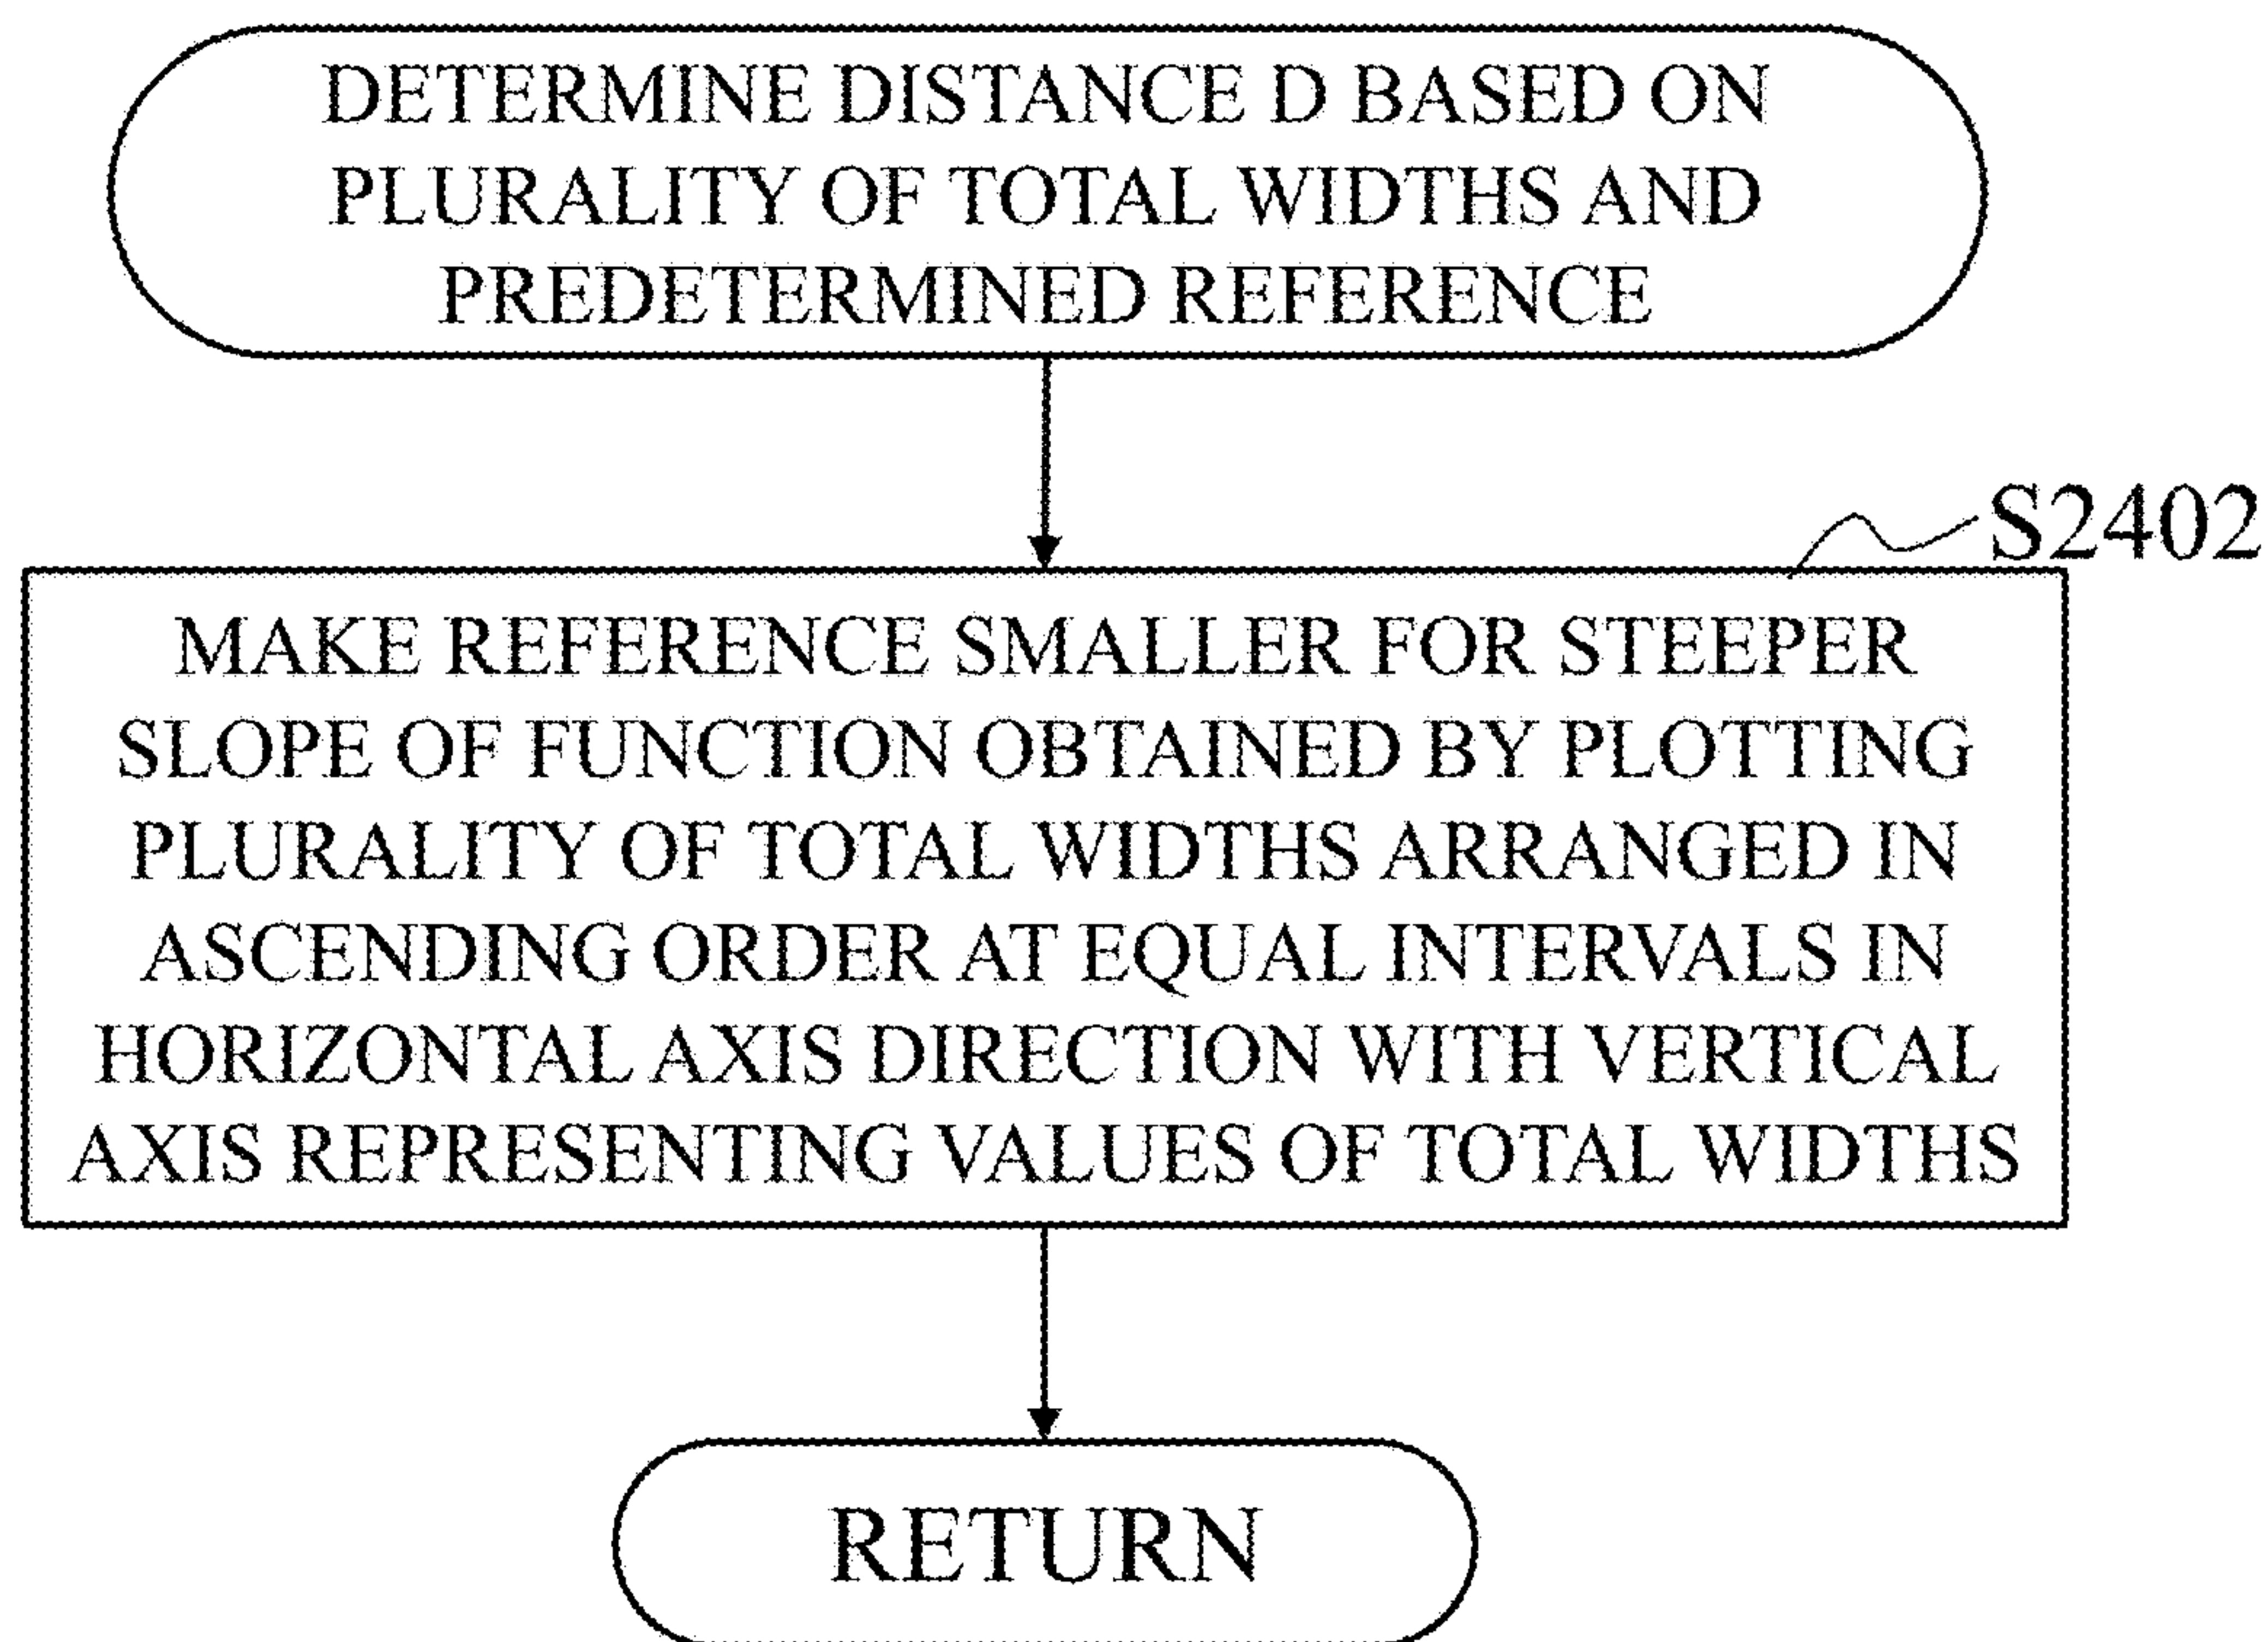 DETERMINE DISTANCE D BASED ON
PLURALITY OF TOTAL WIDTHS AND
PREDETERMINED REFERENCE
S2402
MAKE REFERENCE SMALLER FOR STEEPER
SLOPE OF FUNCTION OBTAINED BY PLOTTING
PLURALITY OF TOTAL WIDTHS ARRANGED IN
ASCENDING ORDER AT EQUAL INTERVALS IN
HORIZONTAL AXIS DIRECTION WITH VERTICAL
AXIS REPRESENTING VALUES OF TOTAL WIDTHS
RETURN